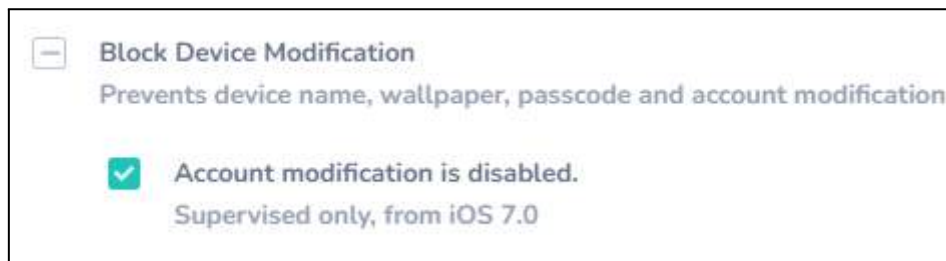 Block Device Modification
Prevents device name, wallpaper, passcode and account modification
Account modification is disabled.
Supervised only, from iOS 7.0